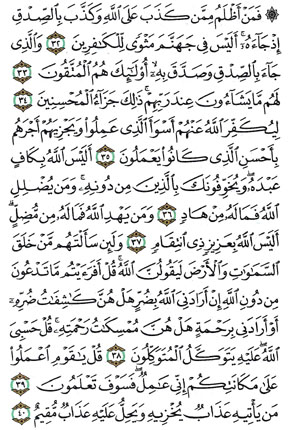 ۞ فَمَنْ أَظْلَمُ مِمَّن كَذَبَ عَلَى ٱللَّهِ وَكَذَّبَ بِٱلصِّدْقِ
إِذْ جَآءَهُۥٓ ۚ أَلَيْسَ فِى جَهَنَّمَ مَثْوًى لِّلْكَٰفِرِينَ ٣٢ وَٱلَّذِى
جَآءَ بِٱلصِّدْقِ وَصَدَّقَ بِهِۦٓ ۙ أُو۟لَٰٓئِكَ هُمُ ٱلْمُتَّقُونَ ٣٣
لَهُم مَّا يَشَآءُونَ عِندَ رَبِّهِمْ ۚ ذَٰلِكَ جَزَآءُ ٱلْمُحْسِنِينَ ٣٤
لِيُكَفِّرَ ٱللَّهُ عَنْهُمْ أَسْوَأَ ٱلَّذِى عَمِلُوا۟ وَيَجْزِيَهُمْ أَجْرَهُم
بِأَحْسَنِ ٱلَّذِى كَانُوا۟ يَعْمَلُونَ ٣٥ أَلَيْسَ ٱللَّهُ بِكَافٍ
عَبْدَهُۥ ۖ وَيُخَوِّفُونَكَ بِٱلَّذِينَ مِن دُونِهِۦ ۚ وَمَن يُضْلِلِ
ٱللَّهُ فَمَا لَهُۥ مِنْ هَادٍ ٣٦ وَمَن يَهْدِ ٱللَّهُ فَمَا لَهُۥ مِن مُّضِلٍّ ۗ
أَلَيْسَ ٱللَّهُ بِعَزِيزٍ ذِى ٱنتِقَامٍ ٣٧ وَلَئِن سَأَلْتَهُم مَّنْ خَلَقَ
ٱلسَّمَٰوَٰتِ وَٱلْأَرْضَ لَيَقُولُنَّ ٱللَّهُ ۚ قُلْ أَفَرَءَيْتُم مَّا تَدْعُونَ
مِن دُونِ ٱللَّهِ إِنْ أَرَادَنِىَ ٱللَّهُ بِضُرٍّ هَلْ هُنَّ كَٰشِفَٰتُ ضُرِّهِۦٓ
أَوْ أَرَادَنِى بِرَحْمَةٍ هَلْ هُنَّ مُمْسِكَٰتُ رَحْمَتِهِۦ ۚ قُلْ حَسْبِىَ
ٱللَّهُ ۖ عَلَيْهِ يَتَوَكَّلُ ٱلْمُتَوَكِّلُونَ ٣٨ قُلْ يَٰقَوْمِ ٱعْمَلُوا۟
عَلَىٰ مَكَانَتِكُمْ إِنِّى عَٰمِلٌ ۖ فَسَوْفَ تَعْلَمُونَ ٣٩
مَن يَأْتِيهِ عَذَابٌ يُخْزِيهِ وَيَحِلُّ عَلَيْهِ عَذَابٌ مُّقِيمٌ ٤٠